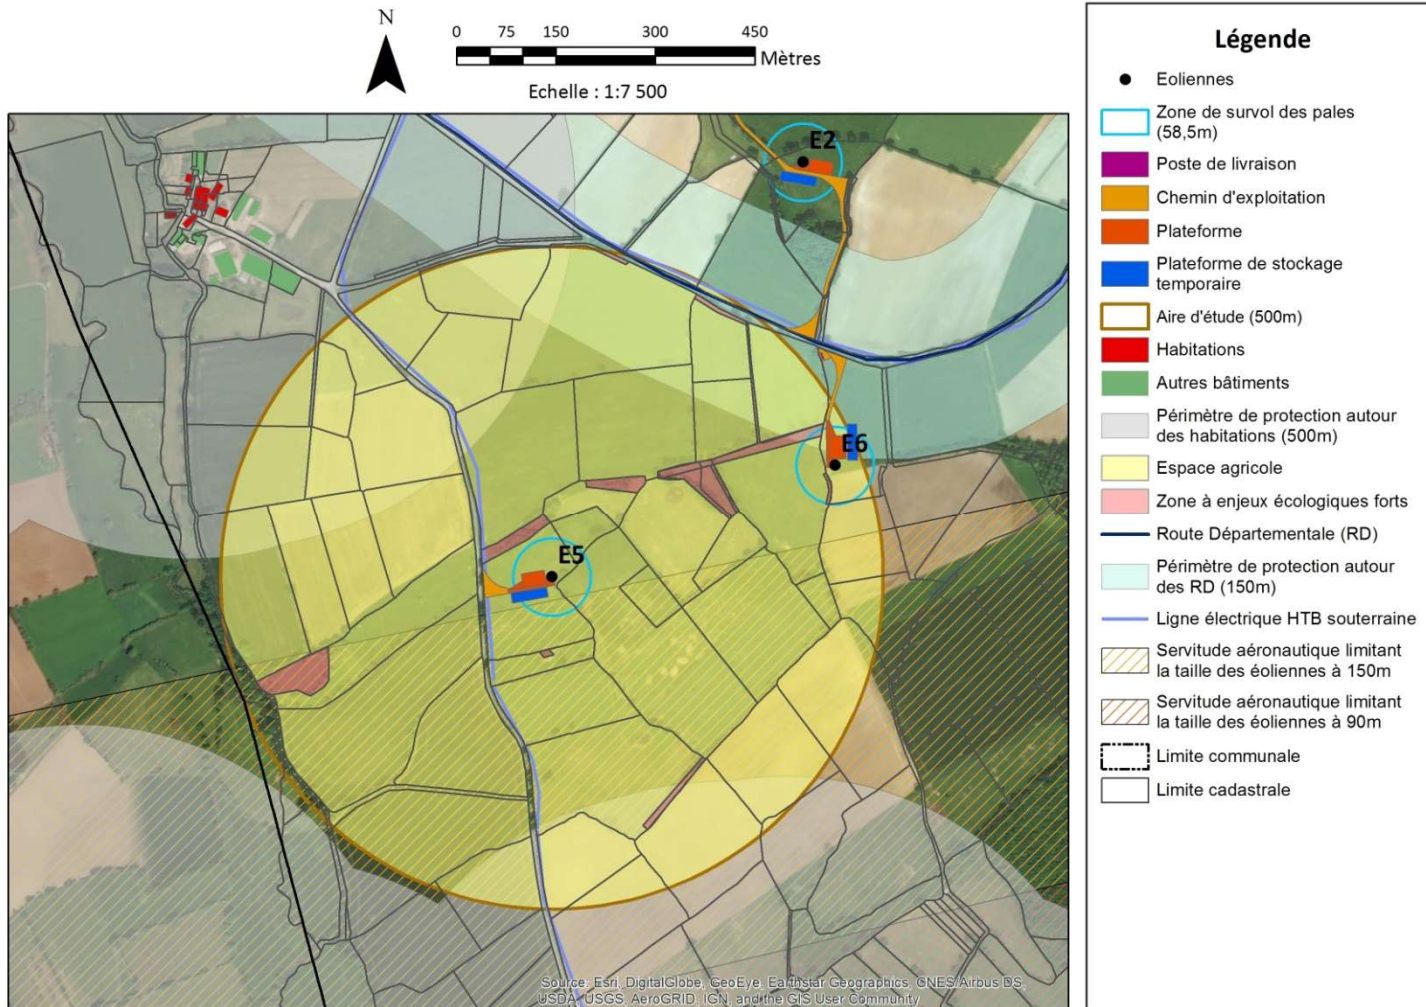 N
0 75 150 300 450
Mètres
Echelle : 1:7 500
E2
E6
E5
Source: Esri, DigitalGlobe, GeoEye, Earthstar Geographics, CNES/Airbus DS,
USDA, USGS, AeroGRID, IGN, and the GIS User Community
Légende
Eoliennes
Zone de survol des pales
(58,5m)
Poste de livraison
Chemin d'exploitation
Plateforme
Plateforme de stockage
temporaire
Aire d'étude (500m)
Habitations
Autres bâtiments
Périmètre de protection autour
des habitations (500m)
Espace agricole
Zone à enjeux écologiques forts
Route Départementale (RD)
Périmètre de protection autour
des RD (150m)
Ligne électrique HTB souterraine
Servitude aéronautique limitant
la taille des éoliennes à 150m
Servitude aéronautique limitant
la taille des éoliennes à 90m
Limite communale
Limite cadastrale